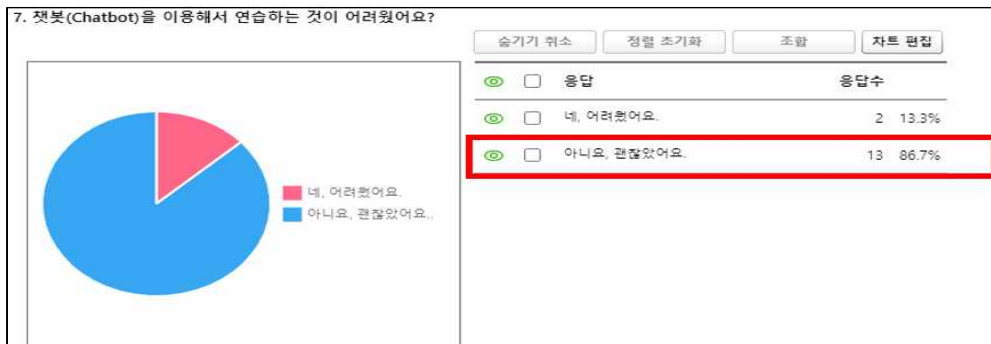 7. 챗봇(Chatbot)을 이용해서 연습하는 것이 어려웠어요?
숨기기 취소 정렬 초기화 조합 차트 편집
응답 응답수
네, 어려웠어요. 2 13.3%
아니요, 괜찮았어요. 13 86.7%
네, 어려웠어요.
아니요, 괜찮았어요..